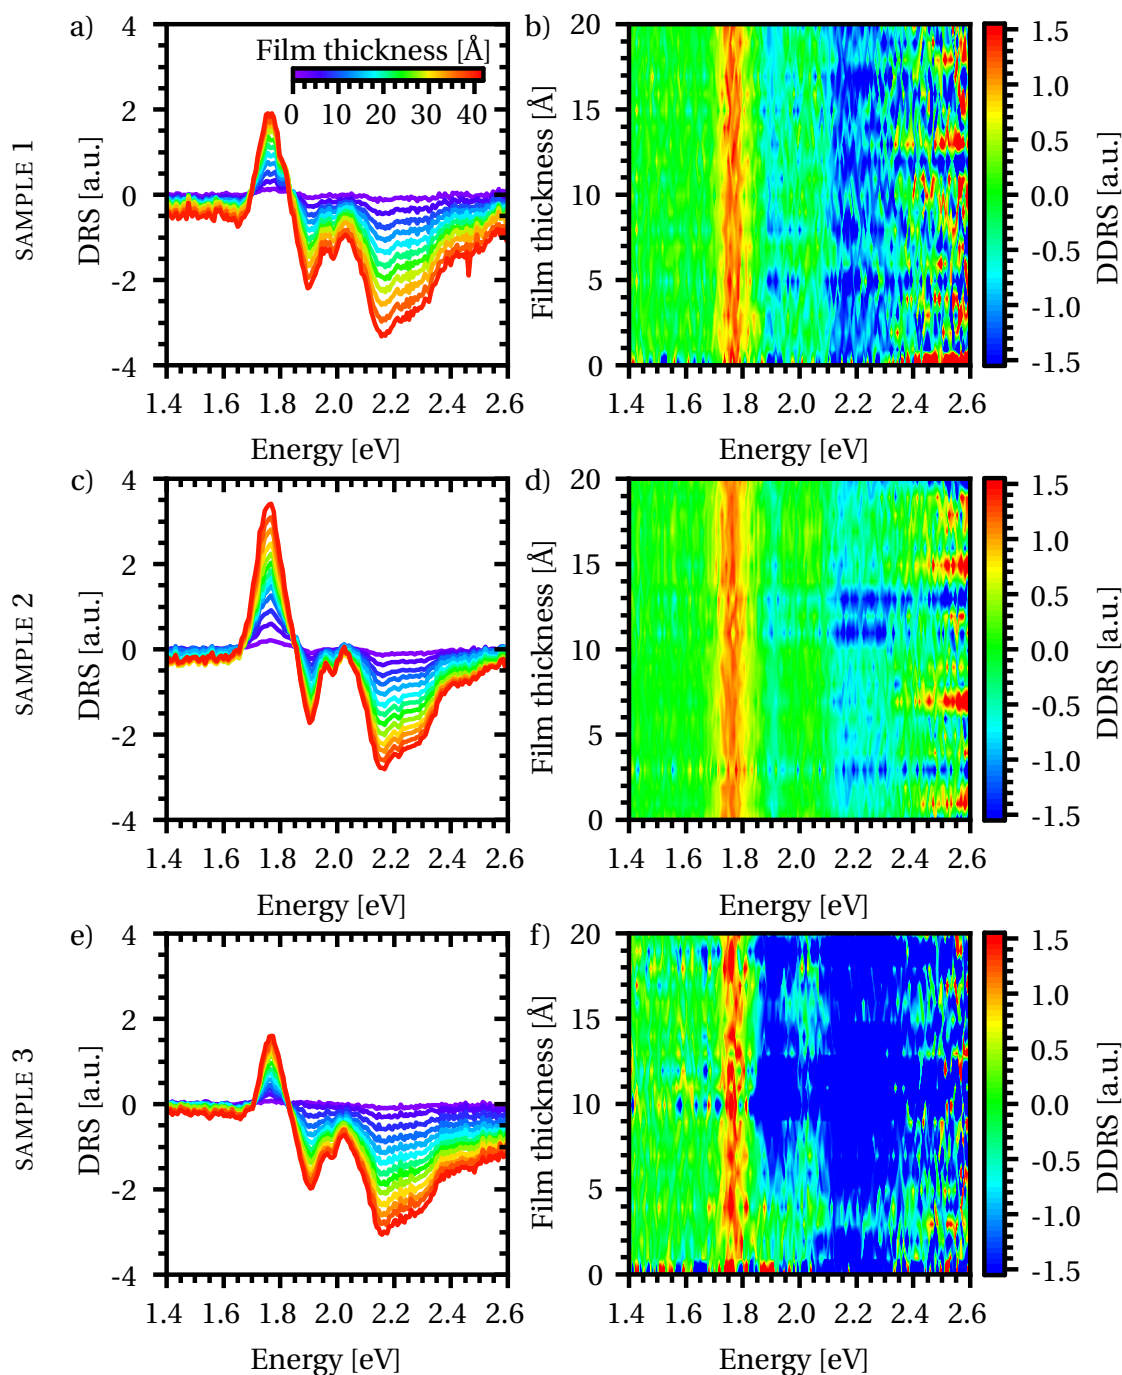 a)
Film thickness [Å]
0 10 20 30 40
4
2
0
-2
-4
DRS [a.u.]
SAMPLE 1
1.4 1.6 1.8 2.0 2.2 2.4 2.6
Energy [eV]
b)
20
15
10
5
0
Film thickness [Å]
1.4 1.6 1.8 2.0 2.2 2.4 2.6
Energy [eV]
1.5
1.0
0.5
0.0
-0.5
-1.0
-1.5
DDRS [a.u.]
c)
4
2
0
-2
-4
DRS [a.u.]
SAMPLE 2
1.4 1.6 1.8 2.0 2.2 2.4 2.6
Energy [eV]
d)
20
15
10
5
0
Film thickness [Å]
1.4 1.6 1.8 2.0 2.2 2.4 2.6
Energy [eV]
1.5
1.0
0.5
0.0
-0.5
-1.0
-1.5
DDRS [a.u.]
e)
4
2
0
-2
-4
DRS [a.u.]
SAMPLE 3
1.4 1.6 1.8 2.0 2.2 2.4 2.6
Energy [eV]
f)
20
15
10
5
0
Film thickness [Å]
1.4 1.6 1.8 2.0 2.2 2.4 2.6
Energy [eV]
1.5
1.0
0.5
0.0
-0.5
-1.0
-1.5
DDRS [a.u.]